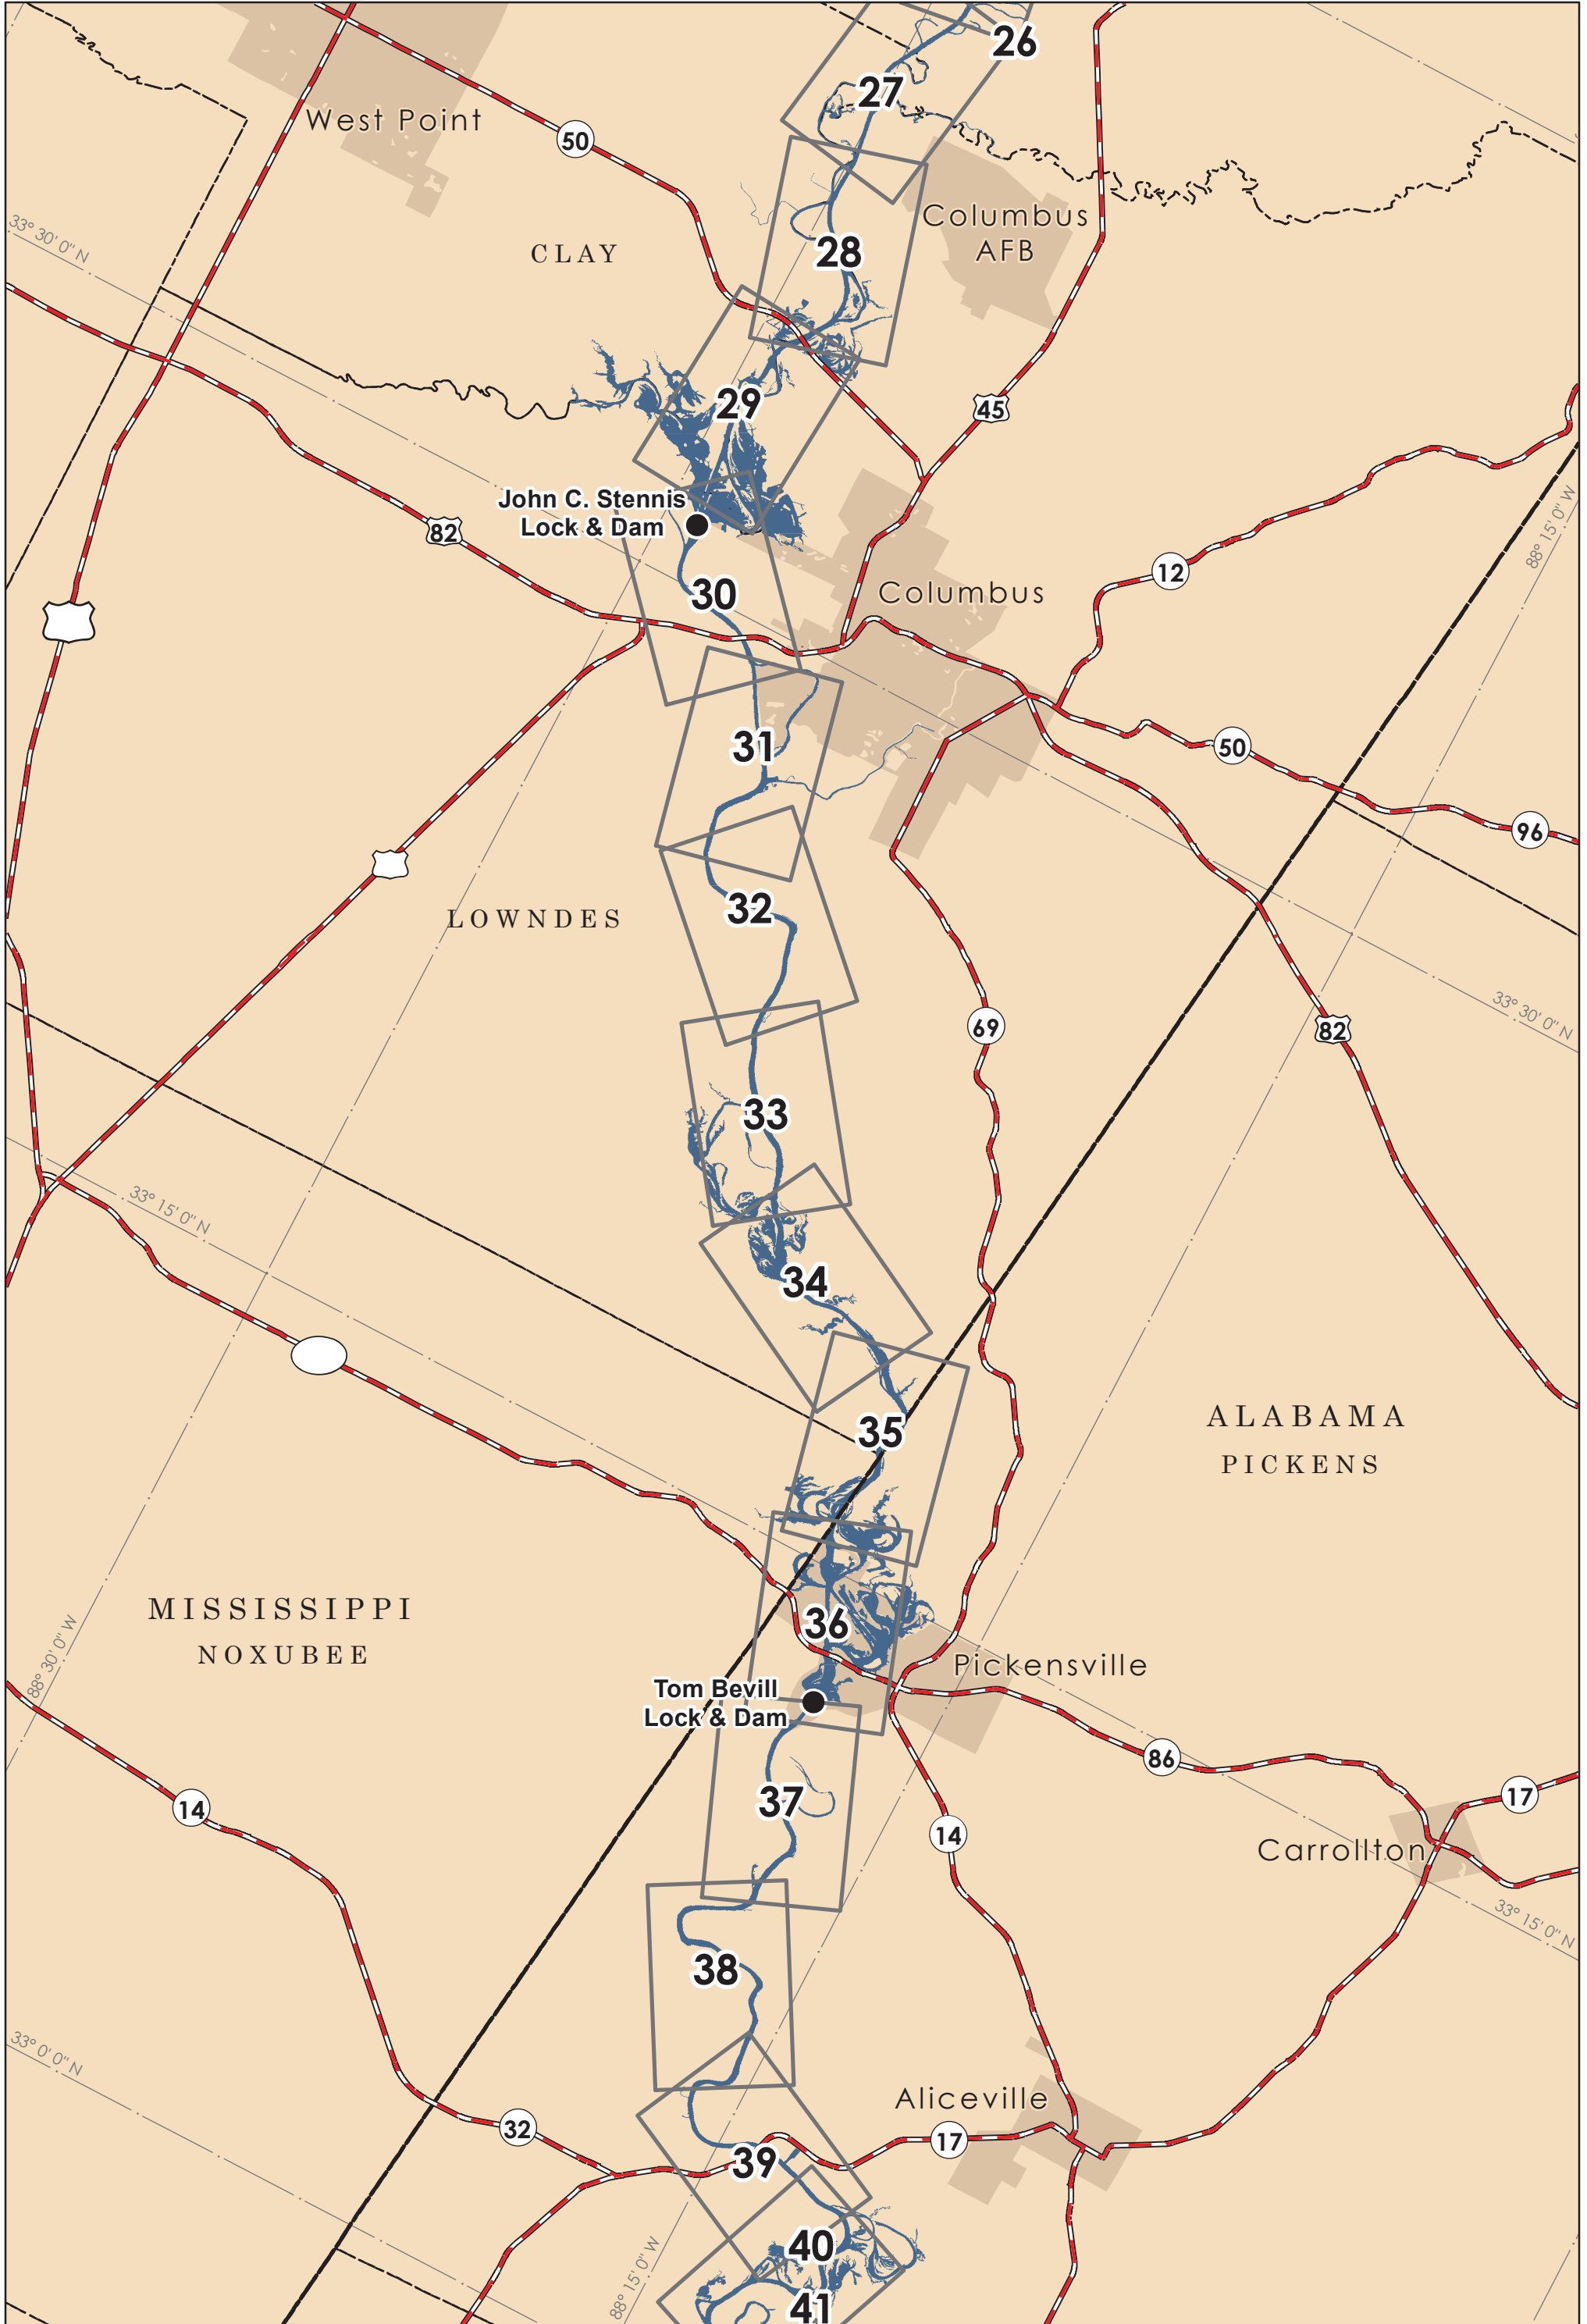 26
27
West Point
50
Columbus
AFB
33° 30' 0" N
CLAY
28
29
45
John C. Stennis
Lock & Dam
82
88° 15' 0" W
12
30
Columbus
31
50
96
32
LOWNDES
33° 30' 0" N
69
82
33
33° 15' 0" N
34
ALABAMA
35
PICKENS
MISSISSIPPI
36
NOXUBEE
88° 30' 0" W
Pickensville
Tom Bevill
Lock & Dam
86
37
17
14
14
Carrollton
33° 15' 0" N
38
33° 0' 0" N
Aliceville
32
17
39
40
88° 15' 0" W
41